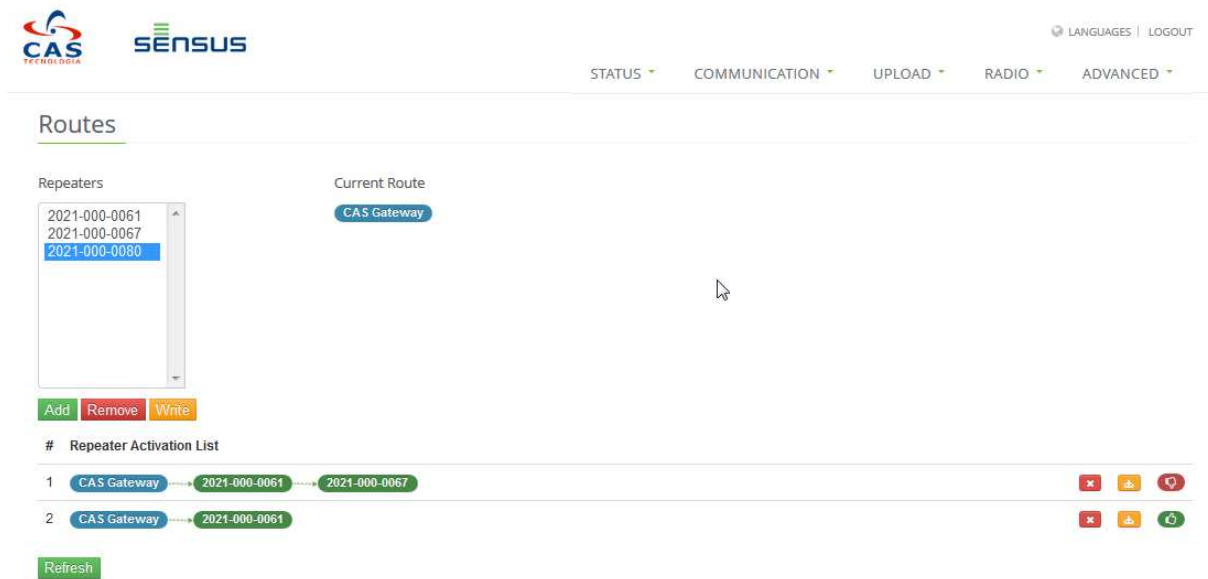 CAS
TECNOLOGIA
sensus
LANGUAGES | LOGOUT
STATUS COMMUNICATION UPLOAD RADIO ADVANCED
Routes
Repeaters Current Route
2021-000-0061 CAS Gateway
2021-000-0067
2021-000-0080
Add Remove Write
# Repeater Activation List
1 CAS Gateway 2021-000-0061 2021-000-0067
2 CAS Gateway 2021-000-0061
Refresh